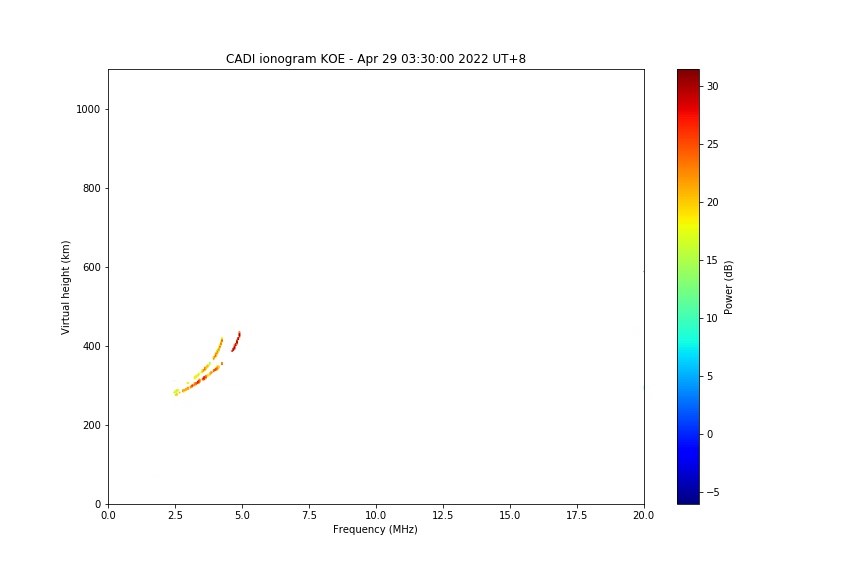 CADI ionogram KOE - Apr 29 03:30:00 2022 UT+8
1000
800
600
400
200
0
Virtual height (km)
0.0 2.5 5.0 7.5 10.0 12.5 15.0 17.5 20.0
Frequency (MHz)
30
25
20
15
10
5
0
−5
Power (dB)